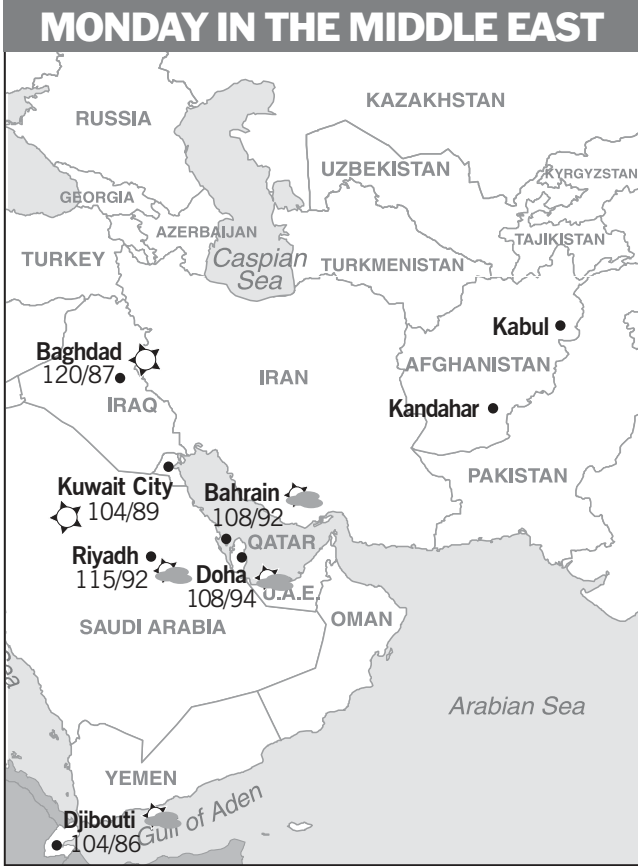 MONDAY IN THE MIDDLE EAST
KAZAKHSTAN
RUSSIA
UZBEKISTAN
KYRGYZSTAN
GEORGIA
AZERBAIJAN
TAJIKISTAN
TURKEY
Caspian
Sea
TURKMENISTAN
Kabul
Baghdad
120/87
AFGHANISTAN
IRAN
IRAQ
Kandahar
PAKISTAN
Kuwait City
104/89
Bahrain
108/92
QATAR
Riyadh
115/92
Doha
108/94
U.A.E.
SAUDI ARABIA
OMAN
Arabian Sea
YEMEN
Djibouti
104/86
Gulf of Aden